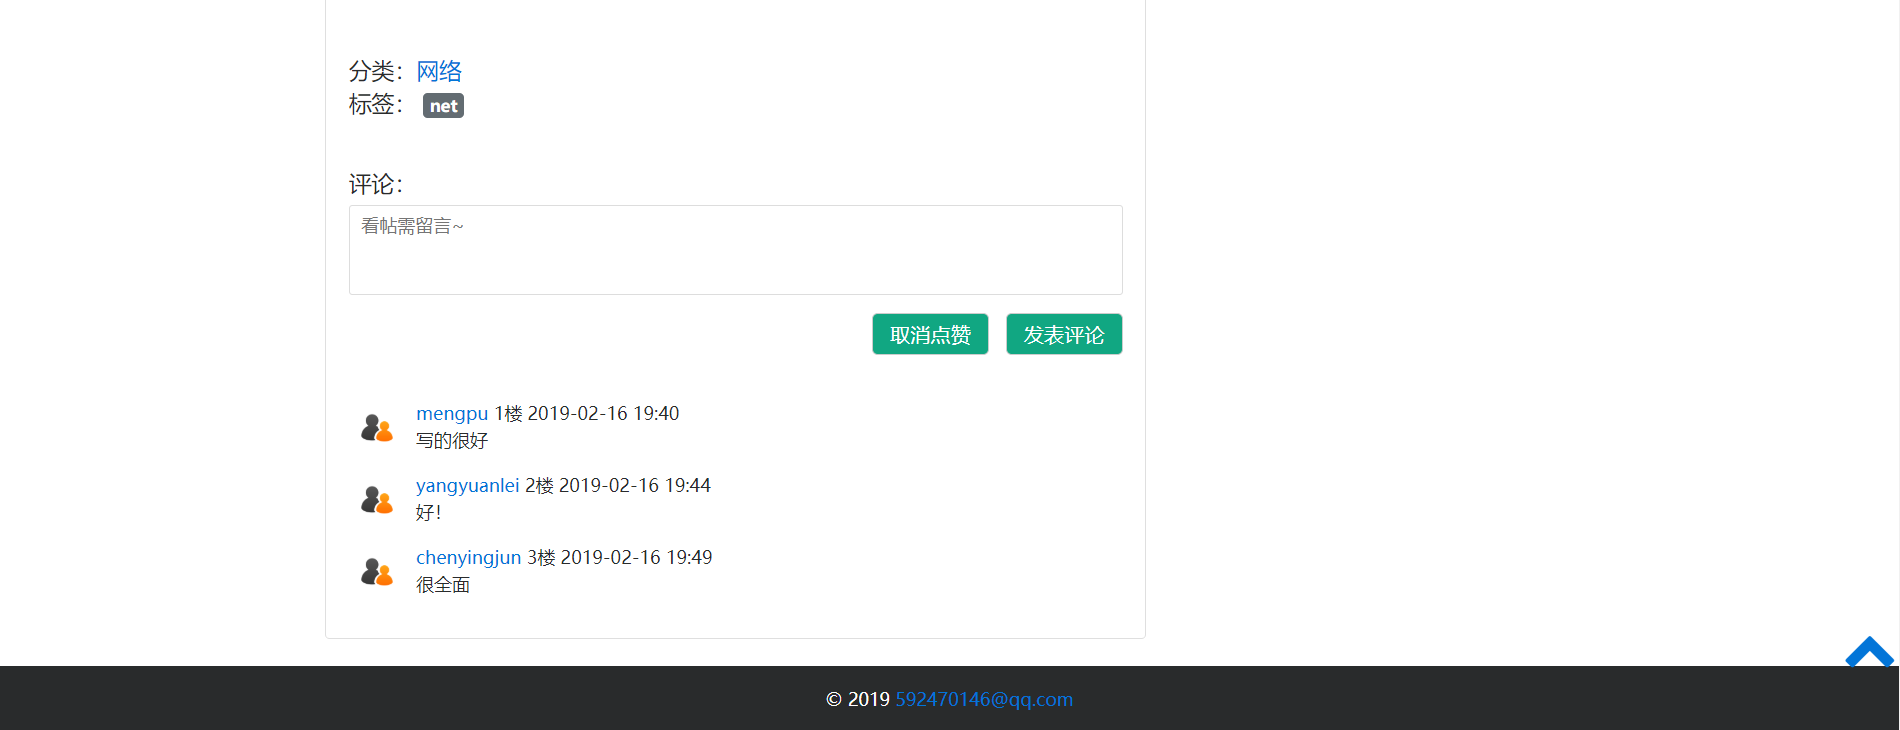 分类：网络
标签： net
评论：
看帖需留言~
取消点赞 发表评论
mengpu 1楼 2019-02-16 19:40
写的很好
yangyuanlei 2楼 2019-02-16 19:44
好！
chenyingjun 3楼 2019-02-16 19:49
很全面
© 2019 592470146@qq.com